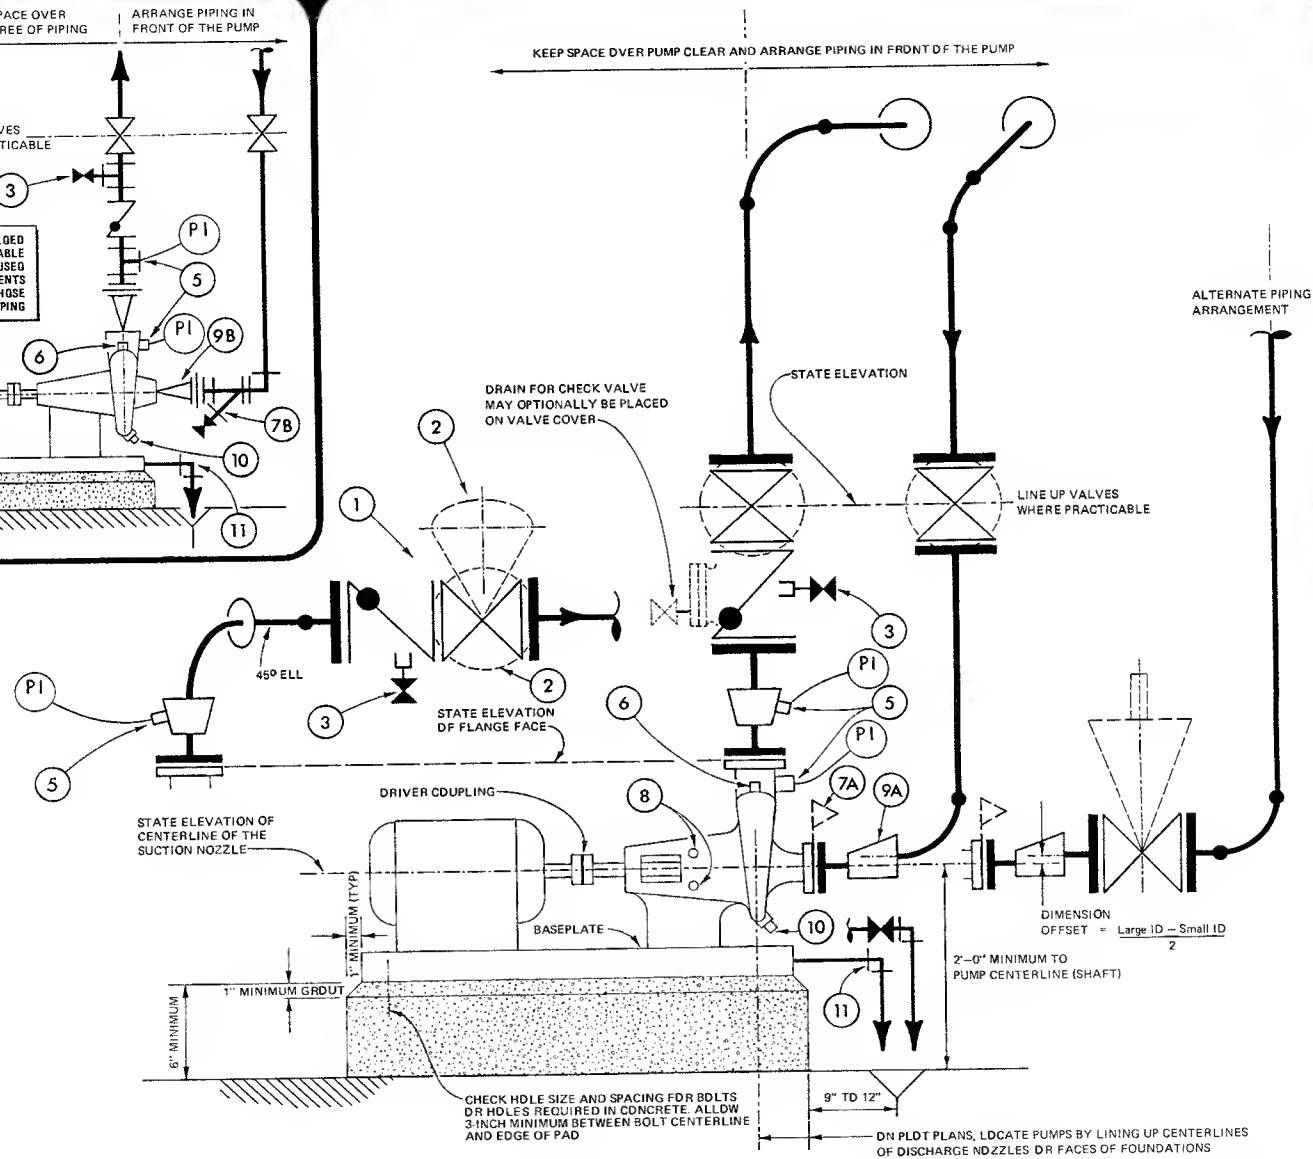 PACE OVER
REE OF PIPING
ARRANGE PIPING IN
FRONT OF THE PUMP
VES
TICABLE
3
LDED
ABLE
USED
ENTS
HOSE
PING
PI
5
PI
9B
6
7B
10
11
KEEP SPACE OVER PUMP CLEAR AND ARRANGE PIPING IN FRONT OF THE PUMP
ALTERNATE PIPING
ARRANGEMENT
STATE ELEVATION
DRAIN FOR CHECK VALVE
MAY OPTIONALLY BE PLACED
ON VALVE COVER
2
1
LINE UP VALVES
WHERE PRACTICABLE
3
45º ELL
PI
5
3
2
STATE ELEVATION
OF FLANGE FACE
6
PI
5
PI
7A
9A
8
DRIVER COUPLING
STATE ELEVATION OF
CENTERLINE OF THE
SUCTION NOZZLE
1" MINIMUM (TYP)
BASEPLATE
10
DIMENSION
OFFSET = Large ID – Small ID
2
2'-0" MINIMUM TO
PUMP CENTERLINE (SHAFT)
1" MINIMUM GROUT
6" MINIMUM
11
CHECK HOLE SIZE AND SPACING FOR BOLTS
OR HOLES REQUIRED IN CONCRETE. ALLOW
3-INCH MINIMUM BETWEEN BOLT CENTERLINE
AND EDGE OF PAD
9" TO 12"
ON PLOT PLANS, LOCATE PUMPS BY LINING UP CENTERLINES
OF DISCHARGE NOZZLES OR FACES OF FOUNDATIONS